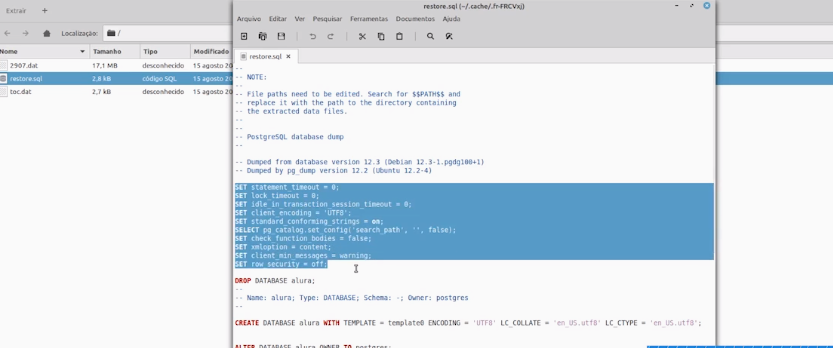 restore.sql (~/.cache/.fr-FRCVxj)
Extrair
Arquivo Editar Ver Pesquisar Ferramentas Documentos Ajuda
Localização: /
restore.sql
Nome Tamanho Tipo Modificado
2907.dat 17,1 MB desconhecido 15 agosto 20
restore.sql 2,8 kB código SQL 15 agosto 20
toc.dat 2,7 kB desconhecido 15 agosto 20
--
-- NOTE:
--
-- File paths need to be edited. Search for $$PATH$$ and
-- replace it with the path to the directory containing
-- the extracted data files.
--
--
-- PostgreSQL database dump
--
-- Dumped from database version 12.3 (Debian 12.3-1.pgdg100+1)
-- Dumped by pg_dump version 12.2 (Ubuntu 12.2-4)
SET statement_timeout = 0;
SET lock_timeout = 0;
SET idle_in_transaction_session_timeout = 0;
SET client_encoding = 'UTF8';
SET standard_conforming_strings = on;
SELECT pg_catalog.set_config('search_path', '', false);
SET check_function_bodies = false;
SET xmloption = content;
SET client_min_messages = warning;
SET row_security = off;
DROP DATABASE alura;
--
-- Name: alura; Type: DATABASE; Schema: -; Owner: postgres
--
CREATE DATABASE alura WITH TEMPLATE = template0 ENCODING = 'UTF8' LC_COLLATE = 'en_US.utf8' LC_CTYPE = 'en_US.utf8';
ALTER DATABASE alura OWNER TO postgres;